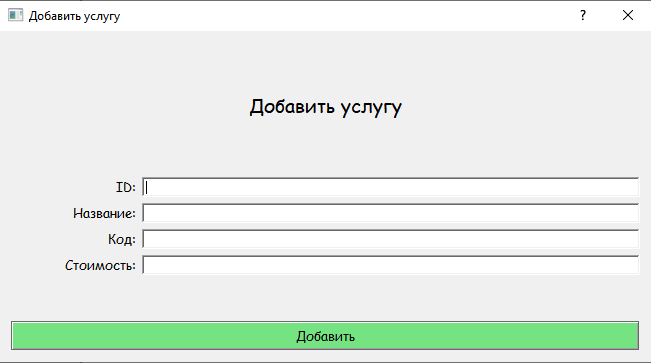 Добавить услугу
?
Добавить услугу
ID:
Название:
Код:
Стоимость:
Добавить